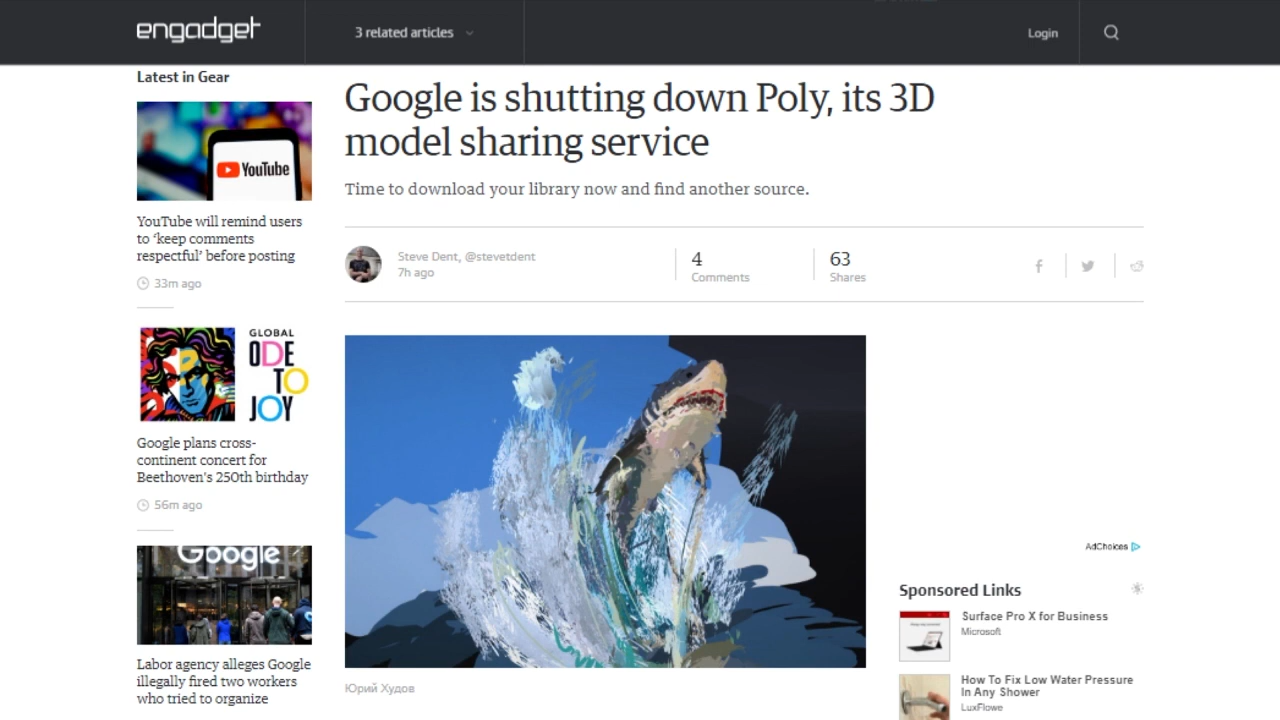 engadget
3 related articles
Login
Latest in Gear
YouTube
YouTube will remind users
to ‘keep comments
respectful’ before posting
33m ago
GLOBAL
ODE
TO
JOY
Google plans cross-
continent concert for
Beethoven's 250th birthday
56m ago
Google
Labor agency alleges Google
illegally fired two workers
who tried to organize
Google is shutting down Poly, its 3D
model sharing service
Time to download your library now and find another source.
Steve Dent, @stevetdent
7h ago
4
Comments
63
Shares
Юрий Худов
AdChoices
Sponsored Links
Surface Pro X for Business
Microsoft
How To Fix Low Water Pressure
In Any Shower
LuxFlowe